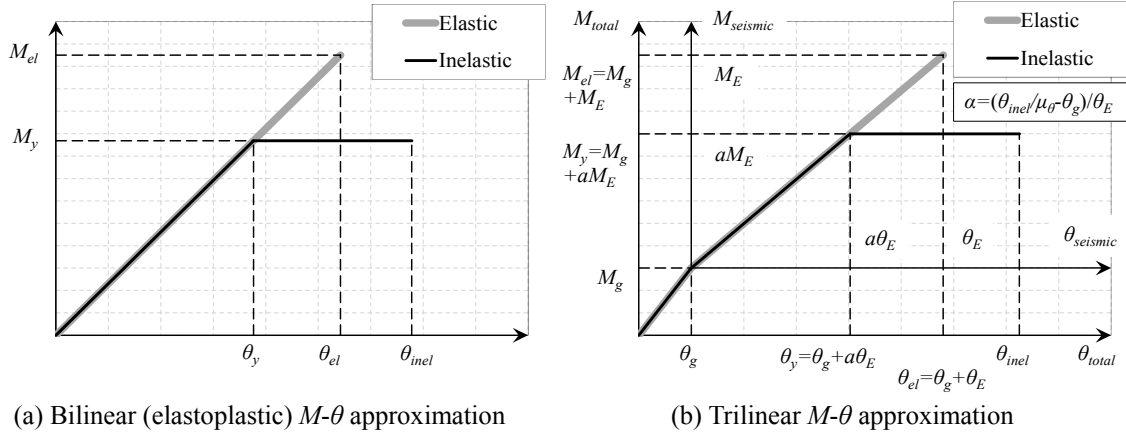 Elastic
Inelastic
M_el
M_y
θ_y
θ_el
θ_inel
(a) Bilinear (elastoplastic) M-θ approximation
M_total
M_seismic
Elastic
Inelastic
M_el=M_g
+M_E
M_E
α=(θ_inel/μ_θ-θ_g)/θ_E
M_y=M_g
+aM_E
aM_E
aθ_E
θ_E
θ_seismic
M_g
θ_g
θ_y=θ_g+aθ_E
θ_inel
θ_total
θ_el=θ_g+θ_E
(b) Trilinear M-θ approximation